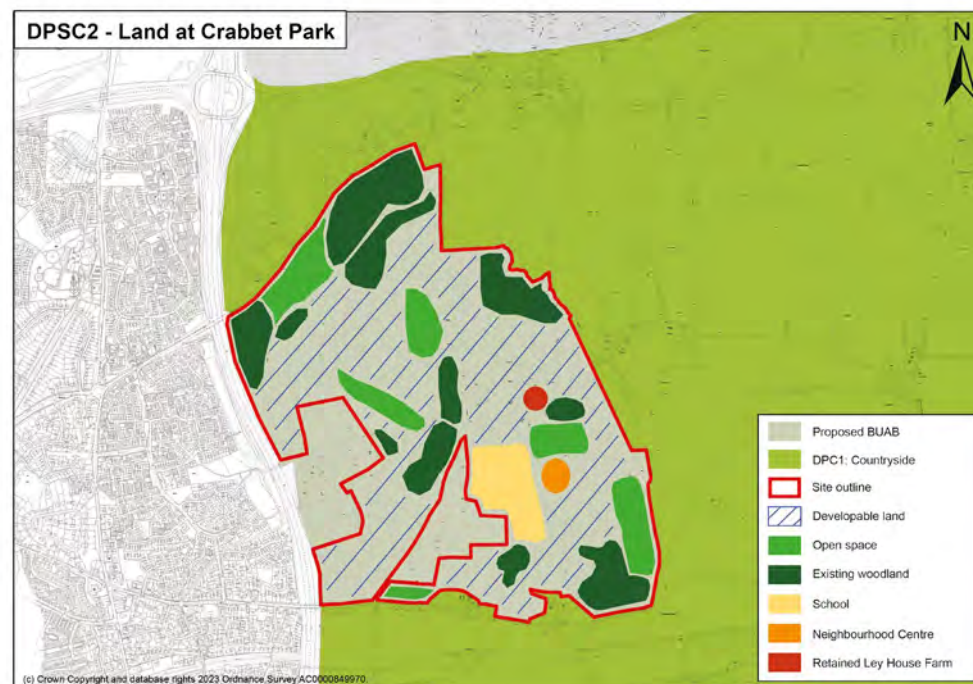 DPSC2 - Land at Crabbet Park
N
Proposed BUAB
DPC1: Countryside
Site outline
Developable land
Open space
Existing woodland
School
Neighbourhood Centre
Retained Ley House Farm
(c) Crown Copyright and database rights 2023 Ordnance Survey AC0000849970.